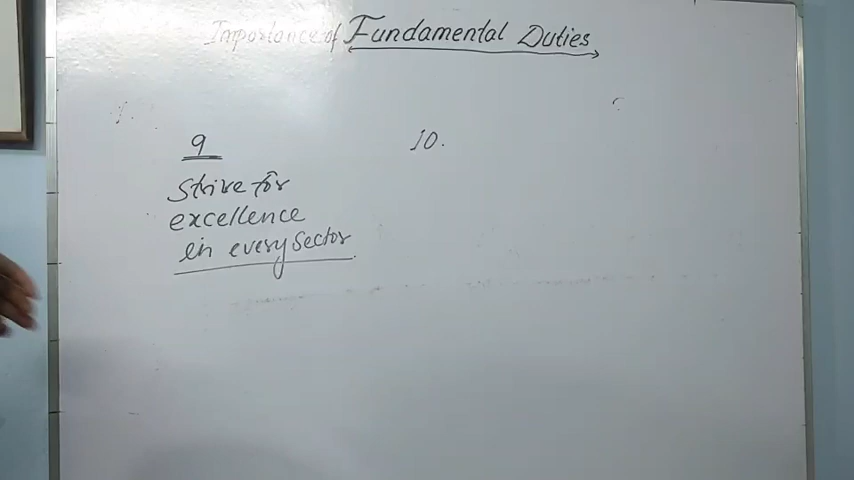 Importance of Fundamental Duties
9
Strive for
excellence
in every Sector
10.